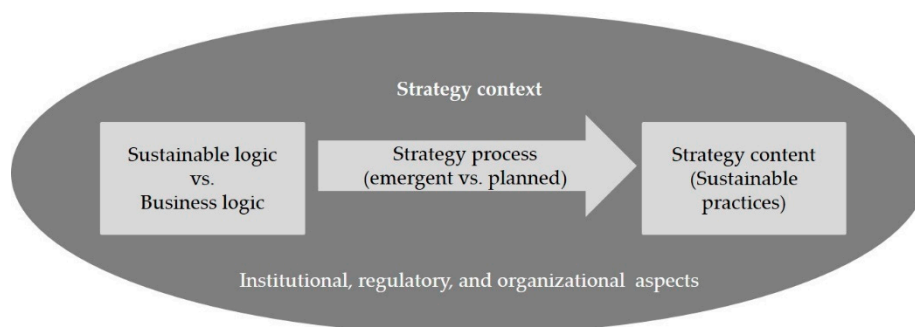 Strategy context
Sustainable logic
vs.
Business logic
Strategy process
(emergent vs. planned)
Strategy content
(Sustainable
practices)
Institutional, regulatory, and organizational aspects